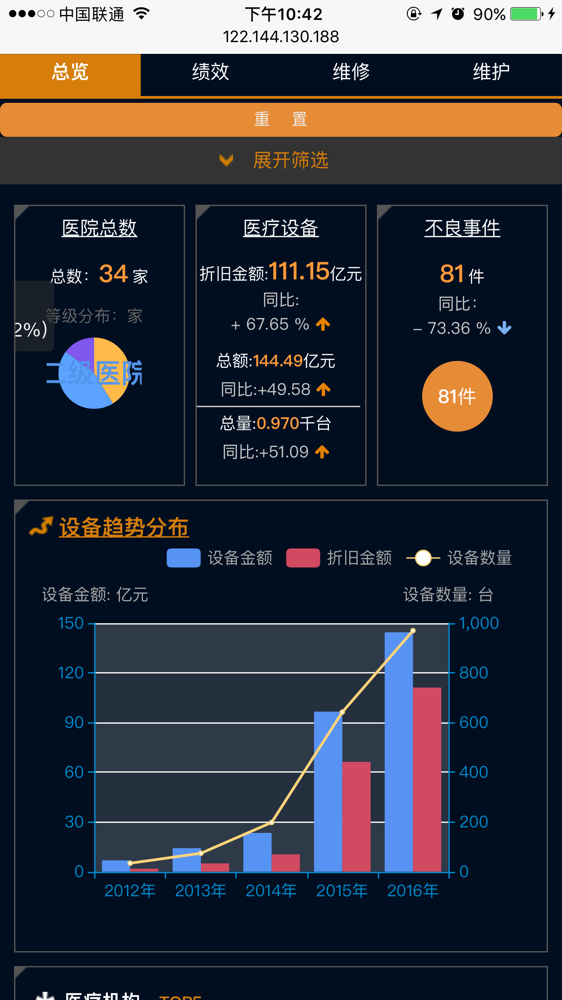 中国联通 下午10:42 90%
122.144.130.188
总览 绩效 维修 维护
重 置
展开筛选
医院总数
总数：34家
等级分布：家
2%)
二级医院
医疗设备
折旧金额:111.15亿元
同比:
+ 67.65 %
总额:144.49亿元
同比:+49.58
总量:0.970千台
同比:+51.09
不良事件
81件
同比：
– 73.36 %
81件
设备趋势分布
设备金额 折旧金额 设备数量
设备金额: 亿元 设备数量: 台
150 1,000
120 800
90 600
60 400
30 200
0 0
2012年 2013年 2014年 2015年 2016年
医疗机构 TOP5